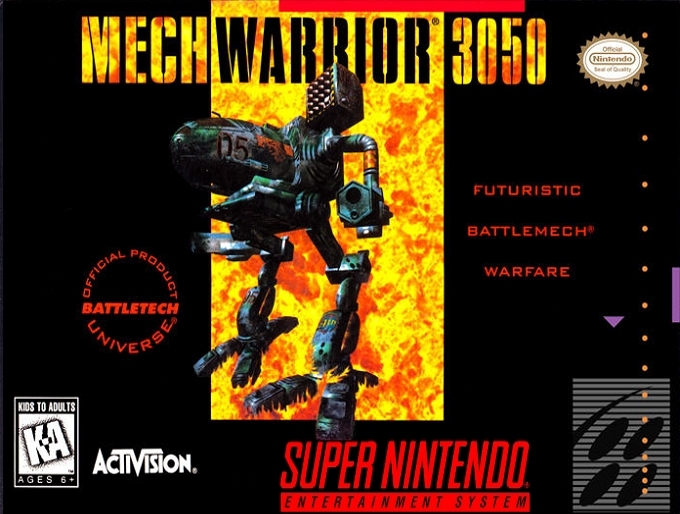 MECHWARRIOR® 3050
Official
Nintendo
Seal of Quality
®
05
FUTURISTIC
BATTLEMECH®
WARFARE
OFFICIAL PRODUCT
BATTLETECH
UNIVERSE®
KIDS TO ADULTS
K-A
AGES 6+
ACTIVISION®
SUPER NINTENDO®
ENTERTAINMENT SYSTEM